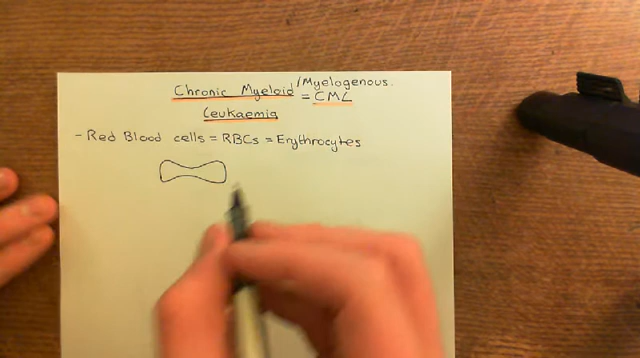 Chronic Myeloid/Myelogenous.
= CML
Leukaemia
- Red Blood cells = RBCs = Erythrocytes